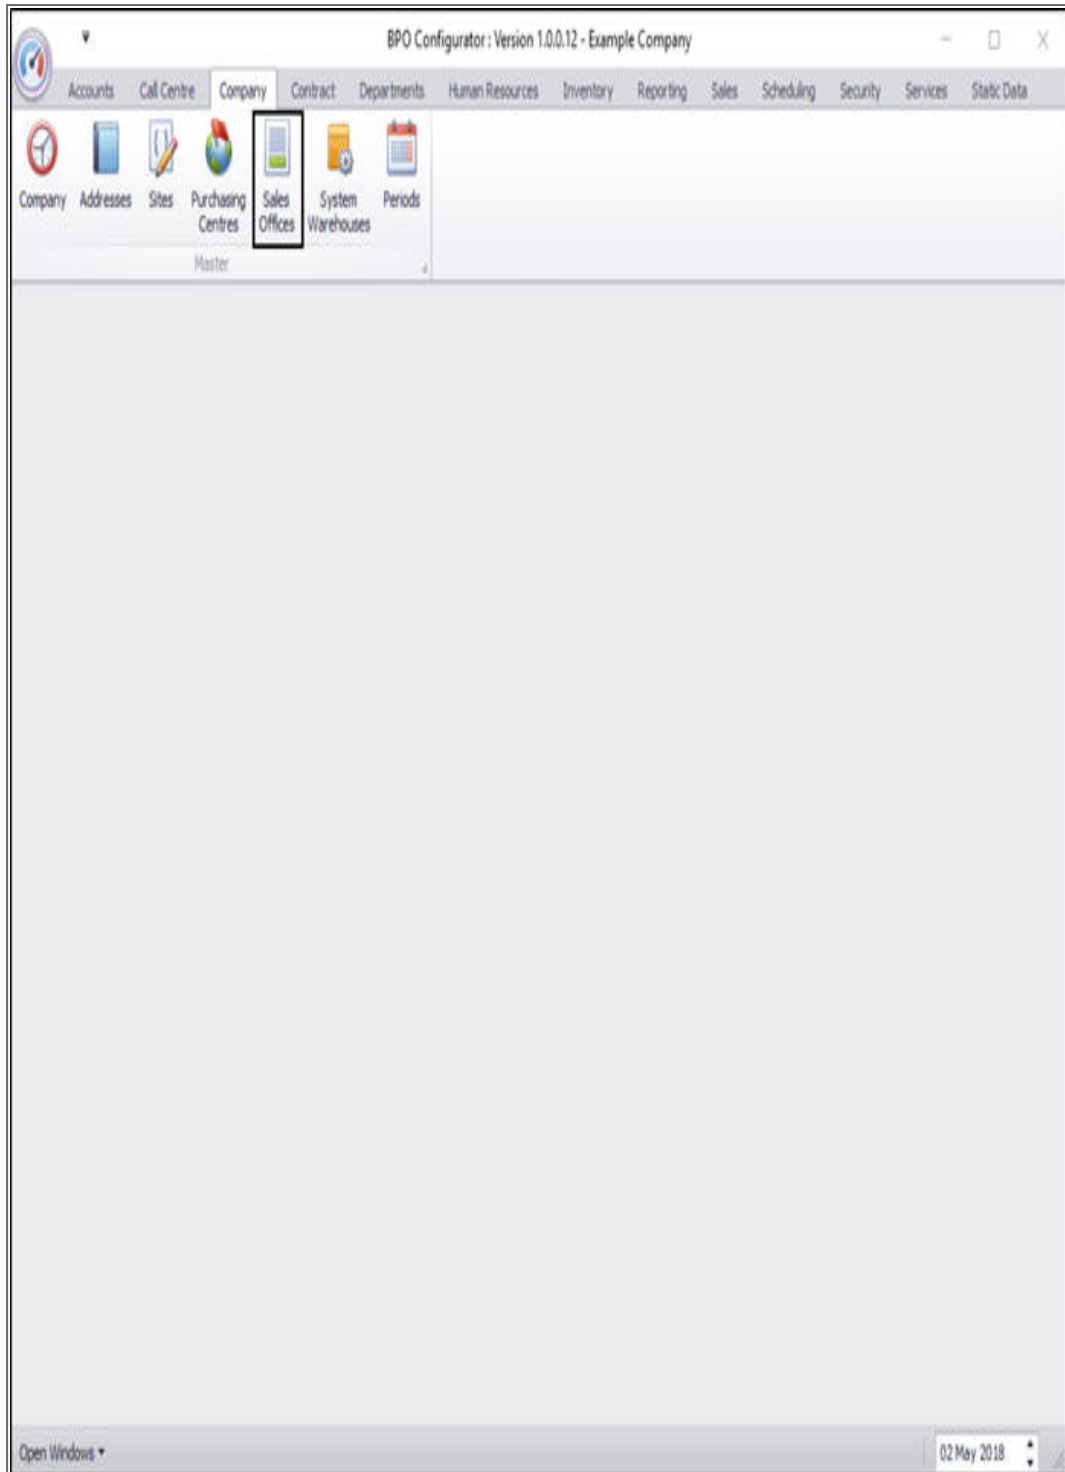 BPO Configurator : Version 1.0.0.12 - Example Company
Accounts Call Centre Company Contract Departments Human Resources Inventory Reporting Sales Scheduling Security Services Static Data
Company Addresses Sites Purchasing Centres Sales Offices System Warehouses Periods
Master
Open Windows 02 May 2018